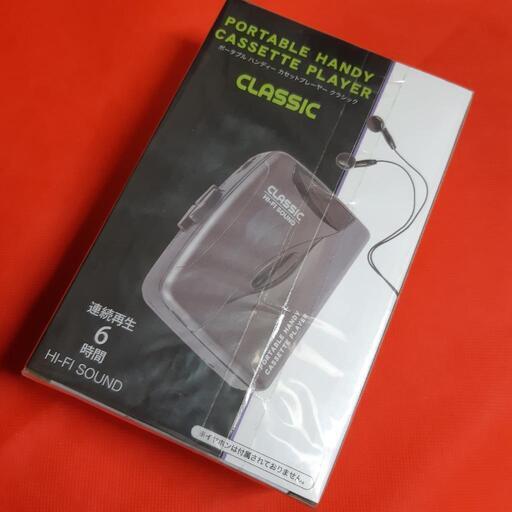 PORTABLE HANDY
CASSETTE PLAYER
ポータブル ハンディー カセットプレーヤー クラシック
CLASSIC
CLASSIC
HI-FI SOUND
PORTABLE HANDY
CASSETTE PLAYER
連続再生
6
時間
HI-FI SOUND
※イヤホンは付属しておりません。